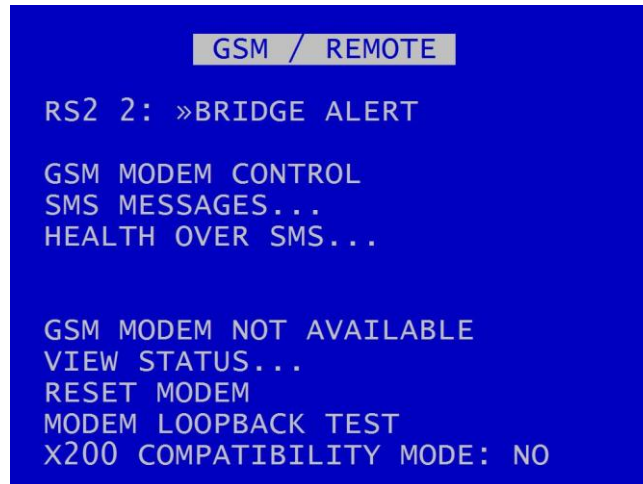 GSM / REMOTE
RS2 2: »BRIDGE ALERT
GSM MODEM CONTROL
SMS MESSAGES...
HEALTH OVER SMS...
GSM MODEM NOT AVAILABLE
VIEW STATUS...
RESET MODEM
MODEM LOOPBACK TEST
X200 COMPATIBILITY MODE: NO